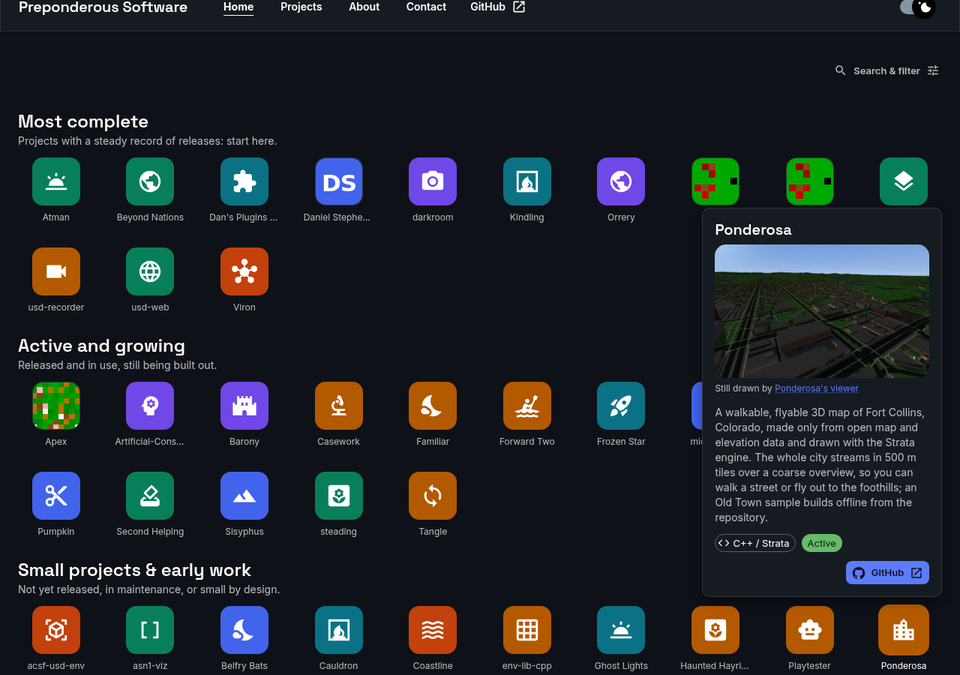 Preponderous Software
Home
Projects
About
Contact
GitHub
Search & filter
Most complete
Projects with a steady record of releases: start here.
Atman
Beyond Nations
Dan's Plugins ...
DS
Daniel Stephe...
darkroom
Kindling
Orrery
usd-recorder
usd-web
Viron
Active and growing
Released and in use, still being built out.
Apex
Artificial-Cons...
Barony
Casework
Familiar
Forward Two
Frozen Star
Pumpkin
Second Helping
Sisyphus
steading
Tangle
Ponderosa
Still drawn by Ponderosa's viewer
A walkable, flyable 3D map of Fort Collins,
Colorado, made only from open map and
elevation data and drawn with the Strata
engine. The whole city streams in 500 m
tiles over a coarse overview, so you can
walk a street or fly out to the foothills; an
Old Town sample builds offline from the
repository.
<> C++ / Strata
Active
GitHub
Small projects & early work
Not yet released, in maintenance, or small by design.
acsf-usd-env
[ ]
asn1-viz
Belfry Bats
Cauldron
Coastline
env-lib-cpp
Ghost Lights
Haunted Hayri...
Playtester
Ponderosa